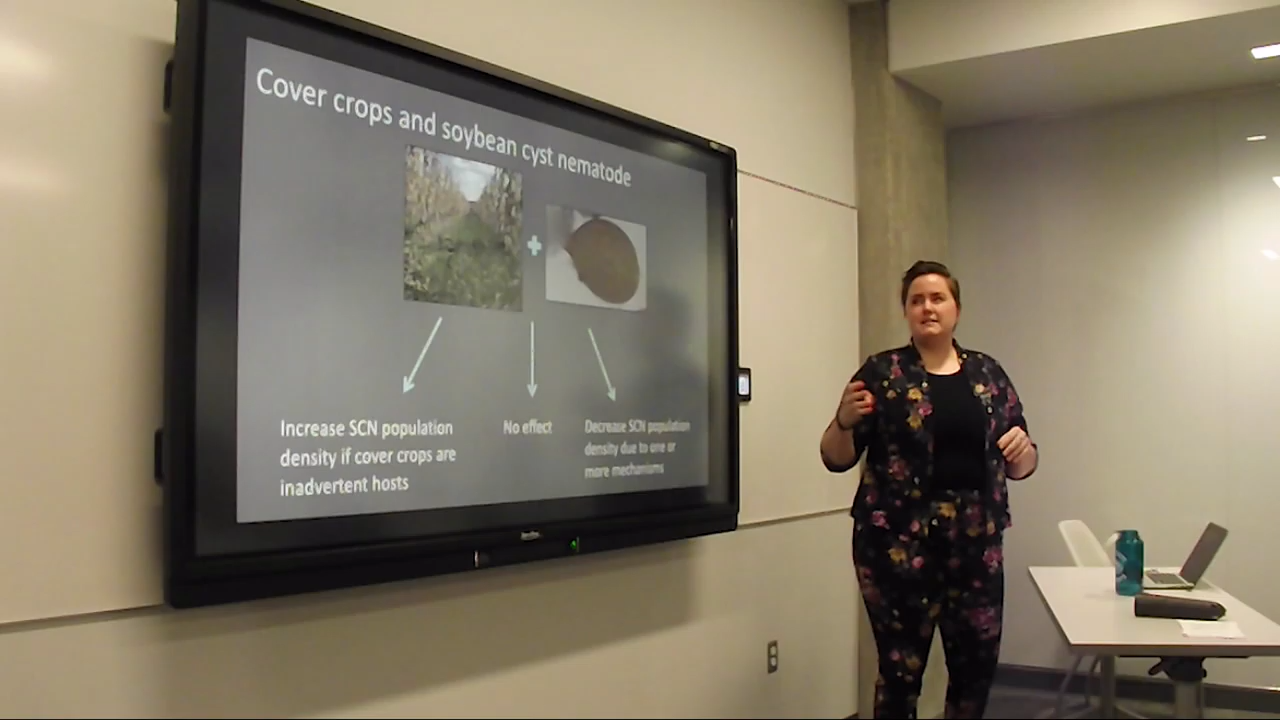 Cover crops and soybean cyst nematode
Increase SCN population
density if cover crops are
inadvertent hosts
No effect
Decrease SCN population
density due to one or
more mechanisms